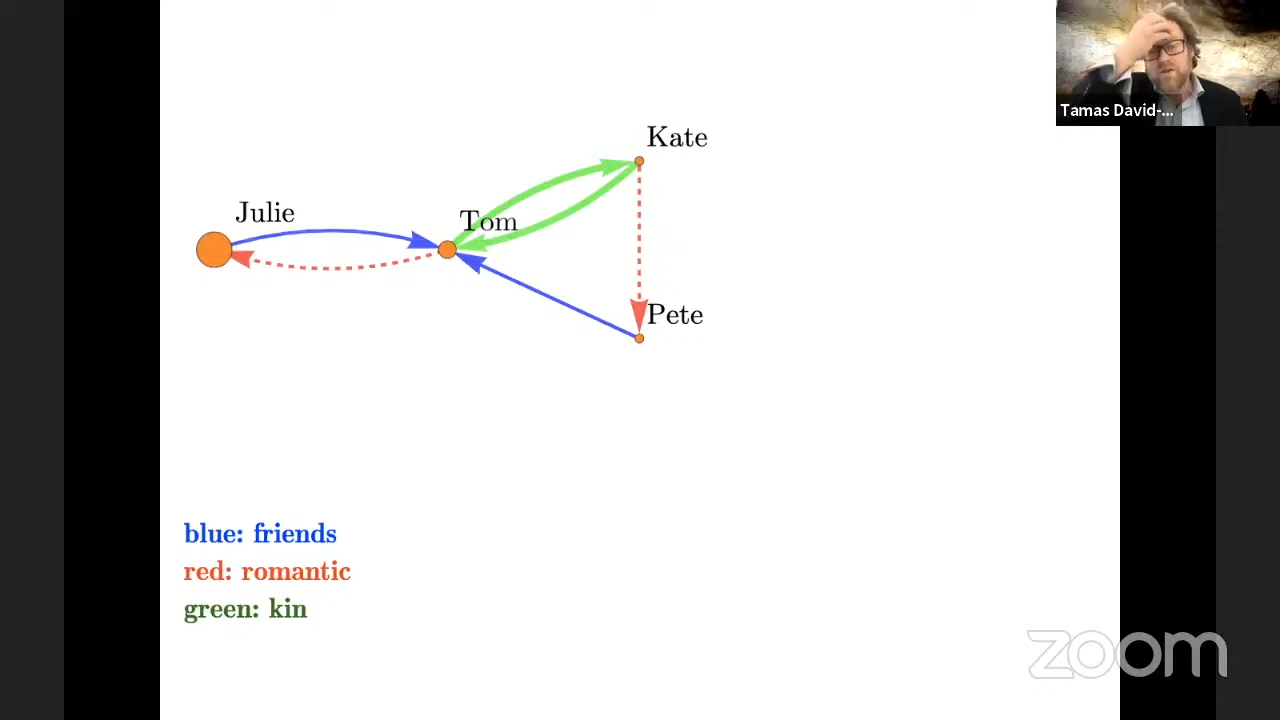 Tamas David-...
Kate
Julie
Tom
Pete
blue: friends
red: romantic
green: kin
zoom